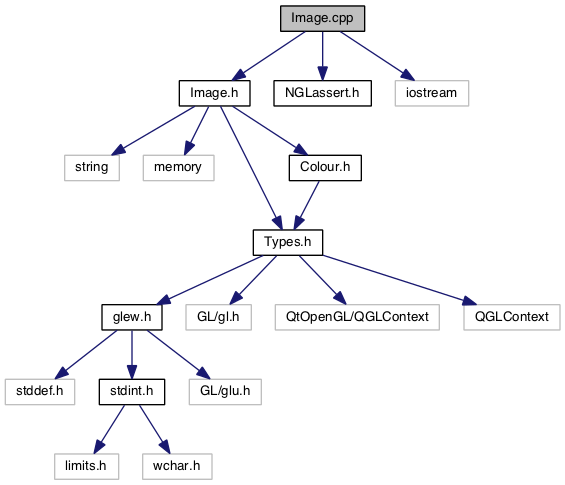 Image.cpp
Image.h
NGLassert.h
iostream
string
memory
Colour.h
Types.h
glew.h
GL/gl.h
QtOpenGL/QGLContext
QGLContext
stddef.h
stdint.h
GL/glu.h
limits.h
wchar.h